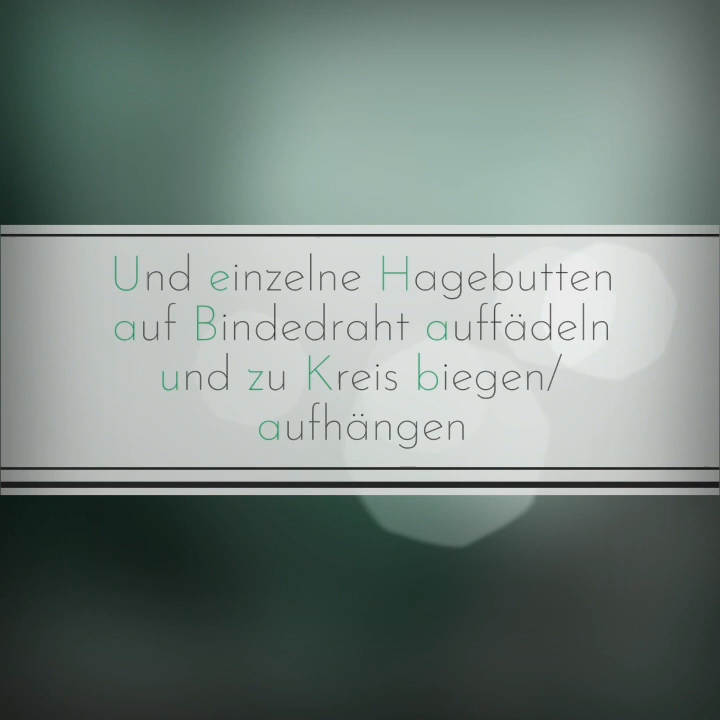 Und einzelne Hagebutten
auf Bindedraht auffädeln
und zu Kreis biegen/
aufhängen